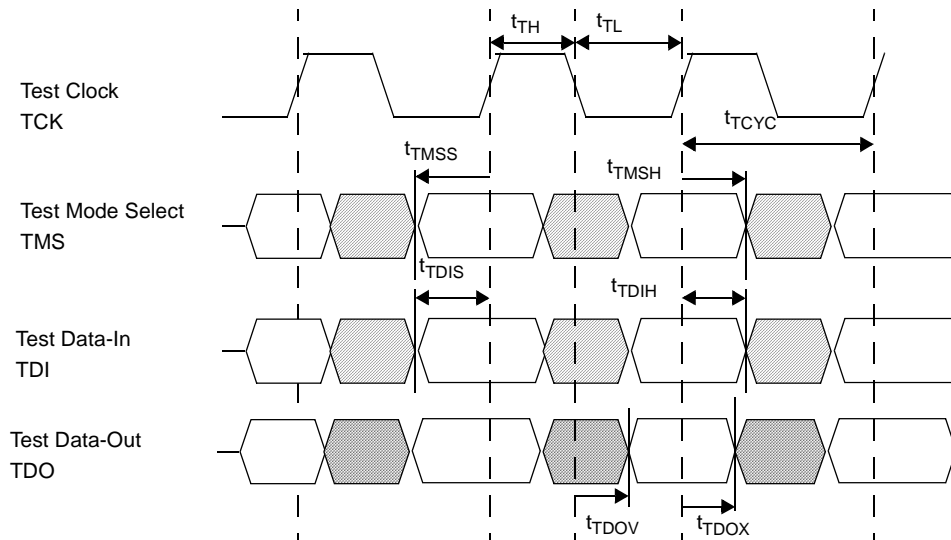 tTH
tTL
Test Clock
TCK
tTCYC
tTMSS
tTMSH
Test Mode Select
TMS
tTDIS
tTDIH
Test Data-In
TDI
Test Data-Out
TDO
tTDOV
tTDOX